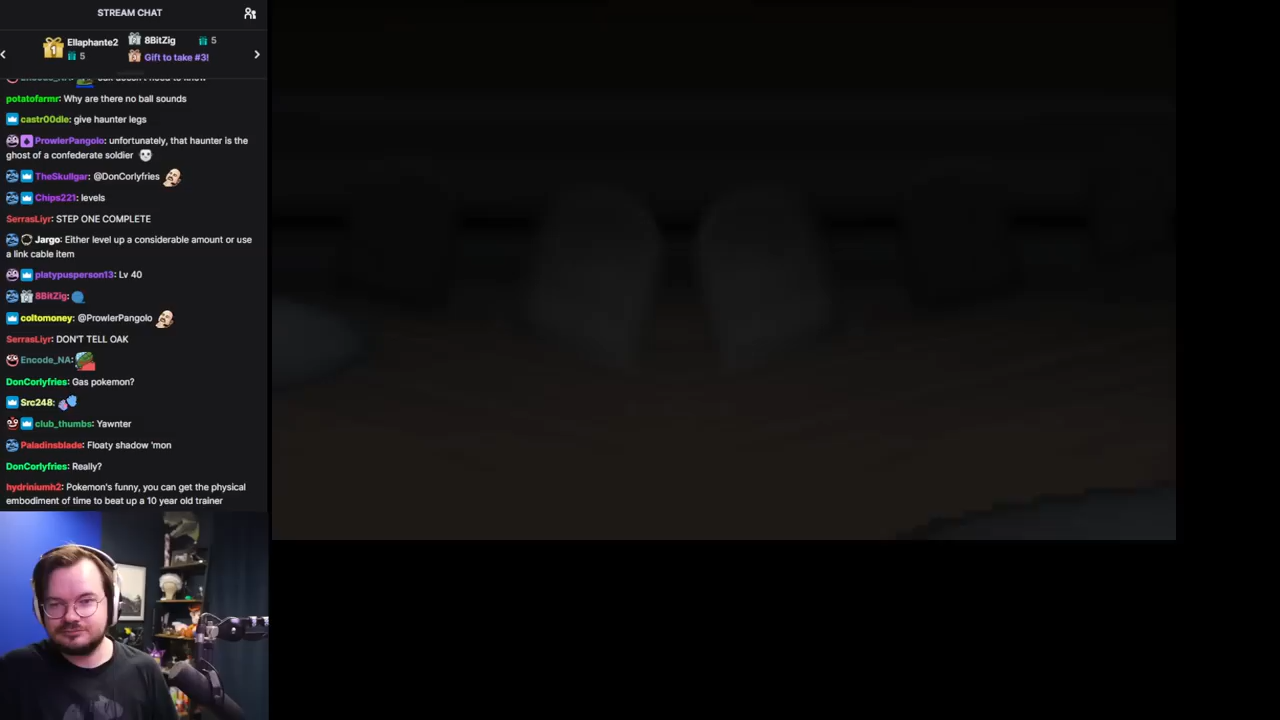 STREAM CHAT
Ellaphante2
5
8BitZig
5
Gift to take #3!
potatofarmr: Why are there no ball sounds
castr00dle: give haunter legs
ProwlerPangolo: unfortunately, that haunter is the
ghost of a confederate soldier
TheSkullgar: @DonCorlyfries
Chips221: levels
SerrasLiyr: STEP ONE COMPLETE
Jargo: Either level up a considerable amount or use
a link cable item
platypusperson13: Lv 40
8BitZig:
coltomoney: @ProwlerPangolo
SerrasLiyr: DON'T TELL OAK
Encode_NA:
DonCorlyfries: Gas pokemon?
Src248:
club_thumbs: Yawnter
Paladinsblade: Floaty shadow 'mon
DonCorlyfries: Really?
hydriniumh2: Pokemon's funny, you can get the physical
embodiment of time to beat up a 10 year old trainer